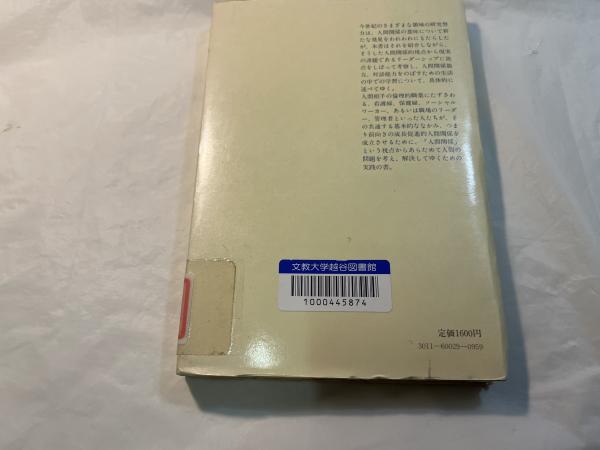 今世紀のさまざまな領域の研究努
力は、人間関係の意味について新
たな発見をわれわれにもたらした
が、本書はそれを紹介しながら、
そうした人間関係的視点から現実
の課題であるリーダーシップに視
点をしぼって考察し、人間関係能
力、対話能力をのばすための生活
の中での学習について、具体的に
述べてゆく。
人間相手の倫理的職業にたずさわ
る、看護婦、保健婦、ソーシャル
ワーカー、あるいは職場のリーダ
ー、管理者といった人たちが、そ
の共通する基本的ななかみ、つま
り前向きの成長促進的人間関係を
成立させるために、「人間関係」
という視点からあらためて人間の
問題を考え、解決してゆくための
実践の書。
文教大学越谷図書館
1000445874
定価1600円
3011-60029-0959